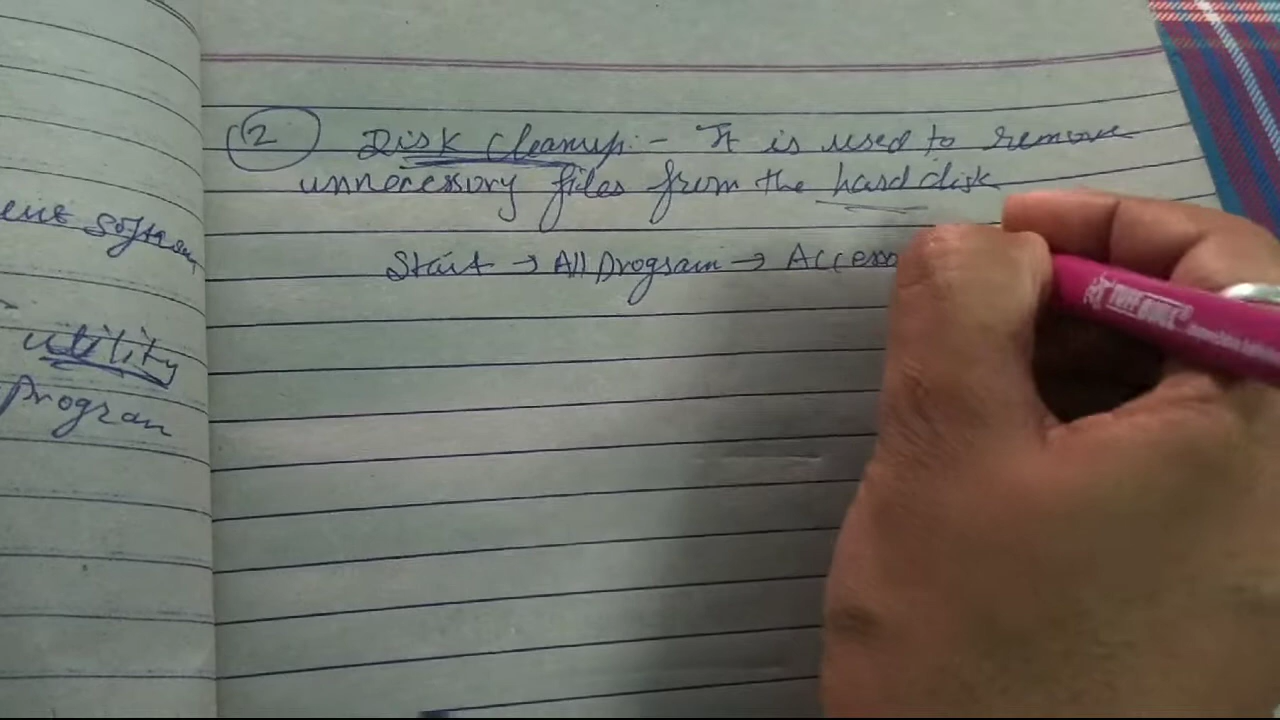 software
utility
Program
(2) Disk Cleanup:- It is used to remove
unnecessory files from the hard disk
Start → All Program → Accesso